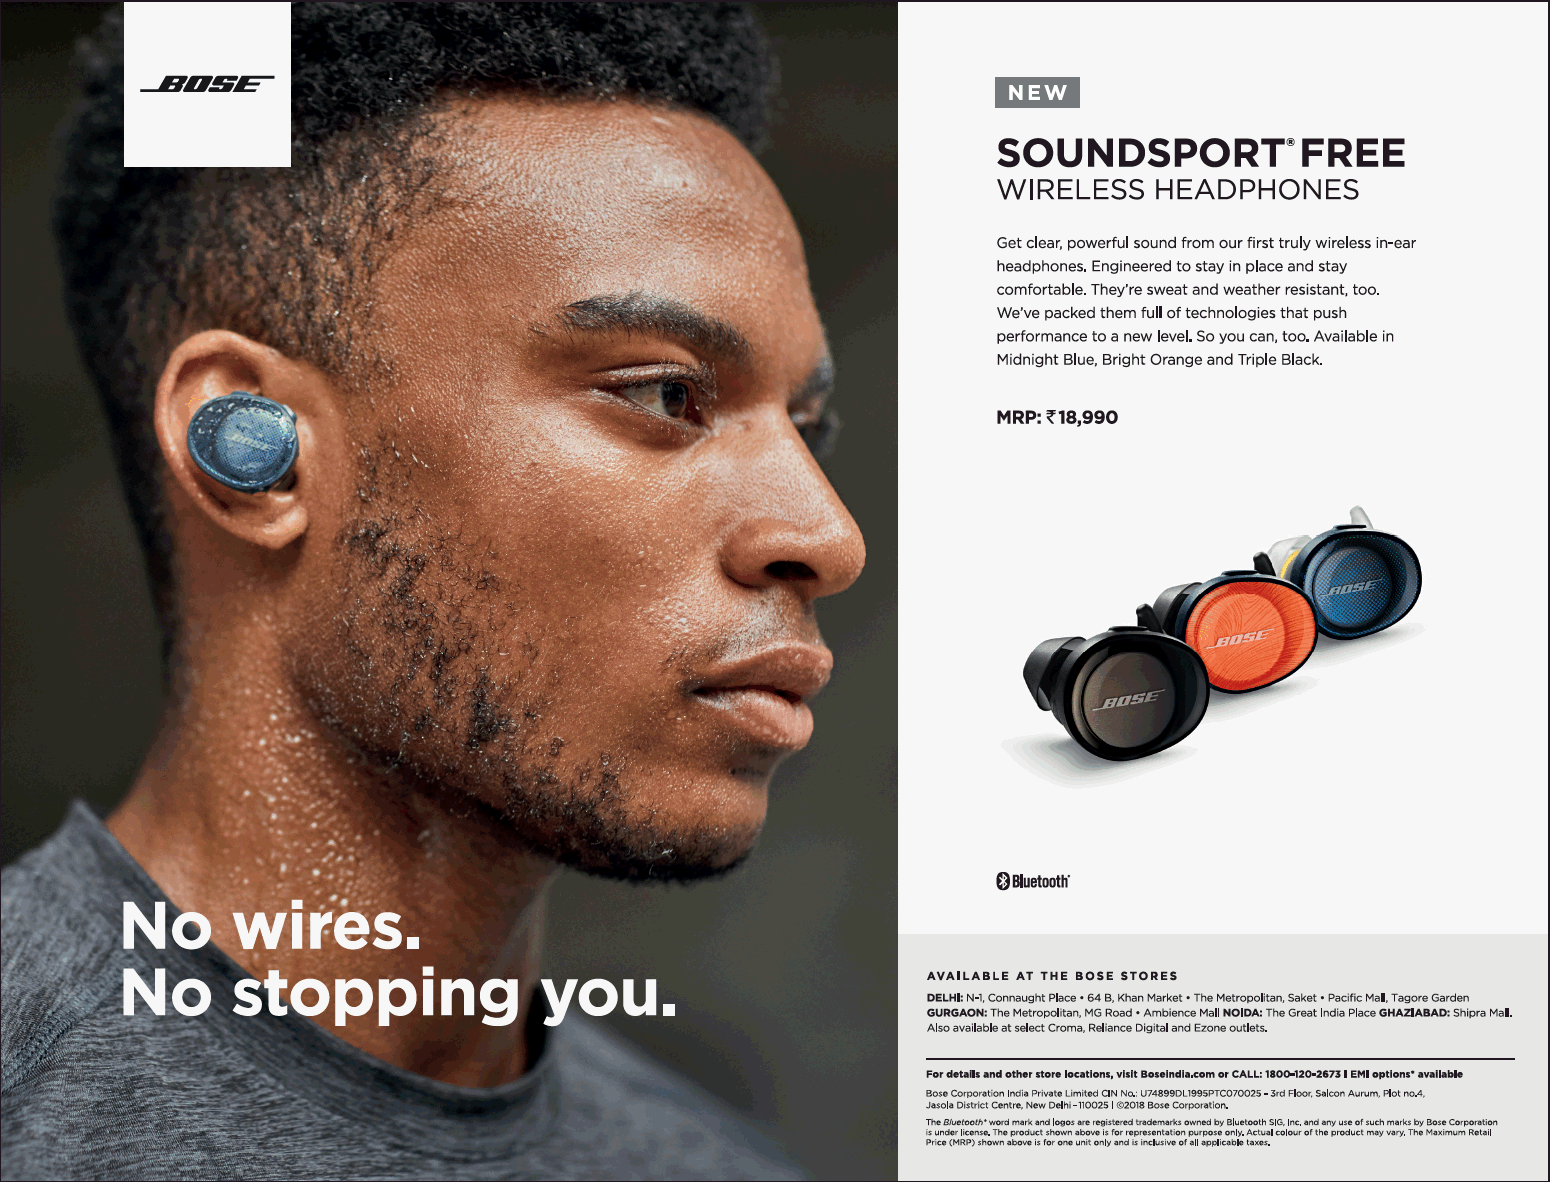 BOSE
BOSE
No wires.
No stopping you.
NEW
SOUNDSPORT® FREE
WIRELESS HEADPHONES
Get clear, powerful sound from our first truly wireless in-ear
headphones. Engineered to stay in place and stay
comfortable. They're sweat and weather resistant, too.
We've packed them full of technologies that push
performance to a new level. So you can, too. Available in
Midnight Blue, Bright Orange and Triple Black.
MRP: ₹18,990
BOSE
BOSE
BOSE
Bluetooth®
AVAILABLE AT THE BOSE STORES
DELHI: N-1, Connaught Place • 64 B, Khan Market • The Metropolitan, Saket • Pacific Mall, Tagore Garden
GURGAON: The Metropolitan, MG Road • Ambience Mall NOIDA: The Great India Place GHAZIABAD: Shipra Mall.
Also available at select Croma, Reliance Digital and Ezone outlets.
For details and other store locations, visit Boseindia.com or CALL: 1800-120-2673 I EMI options* available
Bose Corporation India Private Limited CIN No.: U74899DL1995PTC070025 - 3rd Floor, Salcon Aurum, Plot no.4,
Jasola District Centre, New Delhi-110025 | ©2018 Bose Corporation.
The Bluetooth® word mark and logos are registered trademarks owned by Bluetooth SIG, Inc. and any use of such marks by Bose Corporation
is under license. The product shown above is for representation purpose only. Actual colour of the product may vary. The Maximum Retail
Price (MRP) shown above is for one unit only and is inclusive of all applicable taxes.